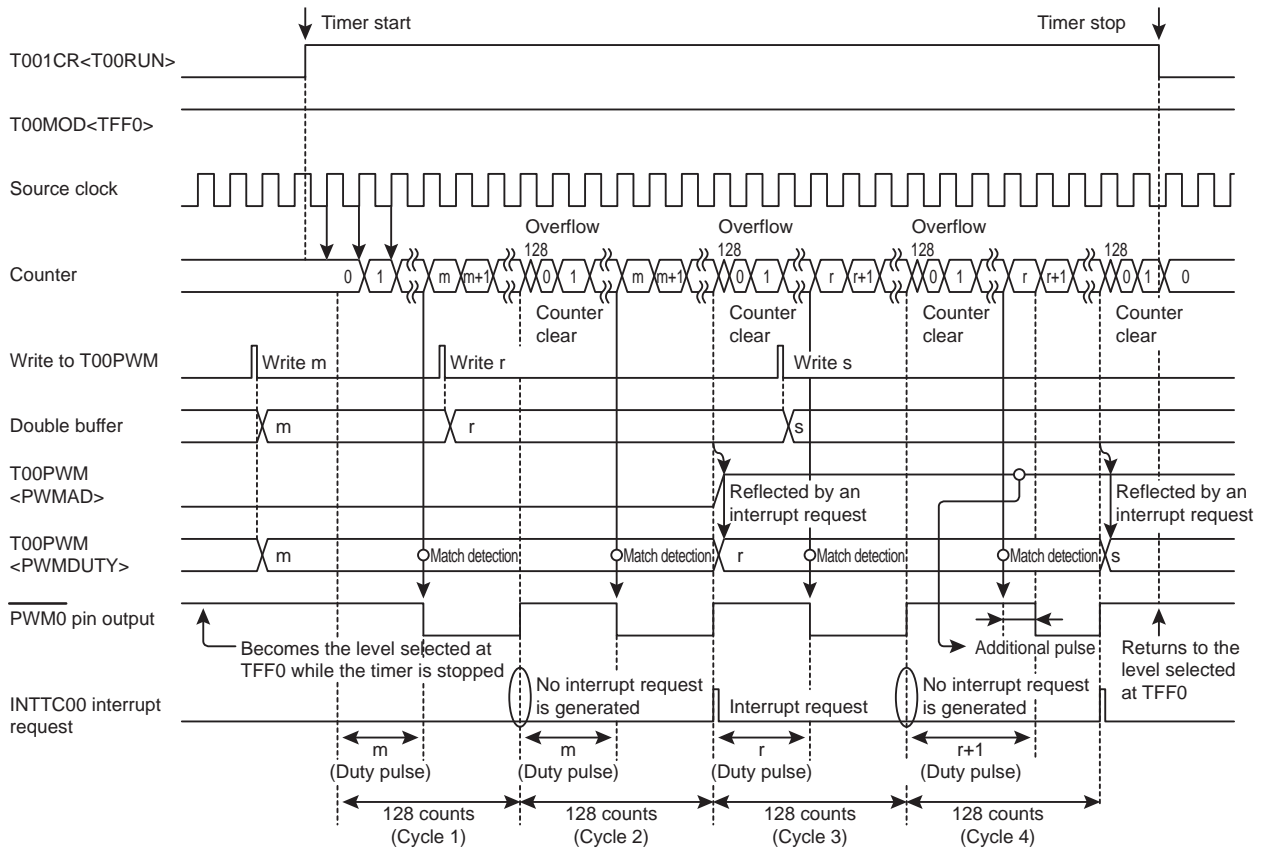 Timer start
Timer stop
T001CR<T00RUN>
T00MOD<TFF0>
Source clock
Overflow
Overflow
Overflow
128
128
128
128
Counter
0 1 m m+1 0 1 m m+1 0 1 r r+1 0 1 r r+1 0 1 0
Counter
clear
Counter
clear
Counter
clear
Counter
clear
Write to T00PWM
Write m
Write r
Write s
Double buffer
m
r
s
T00PWM
<PWMAD>
Reflected by an
interrupt request
Reflected by an
interrupt request
T00PWM
<PWMDUTY>
m
Match detection
Match detection
r
Match detection
Match detection
s
PWM0 pin output
Becomes the level selected at
TFF0 while the timer is stopped
Additional pulse
Returns to the
level selected
at TFF0
INTTC00 interrupt
request
No interrupt request
is generated
Interrupt request
No interrupt request
is generated
m
(Duty pulse)
m
(Duty pulse)
r
(Duty pulse)
r+1
(Duty pulse)
128 counts
(Cycle 1)
128 counts
(Cycle 2)
128 counts
(Cycle 3)
128 counts
(Cycle 4)